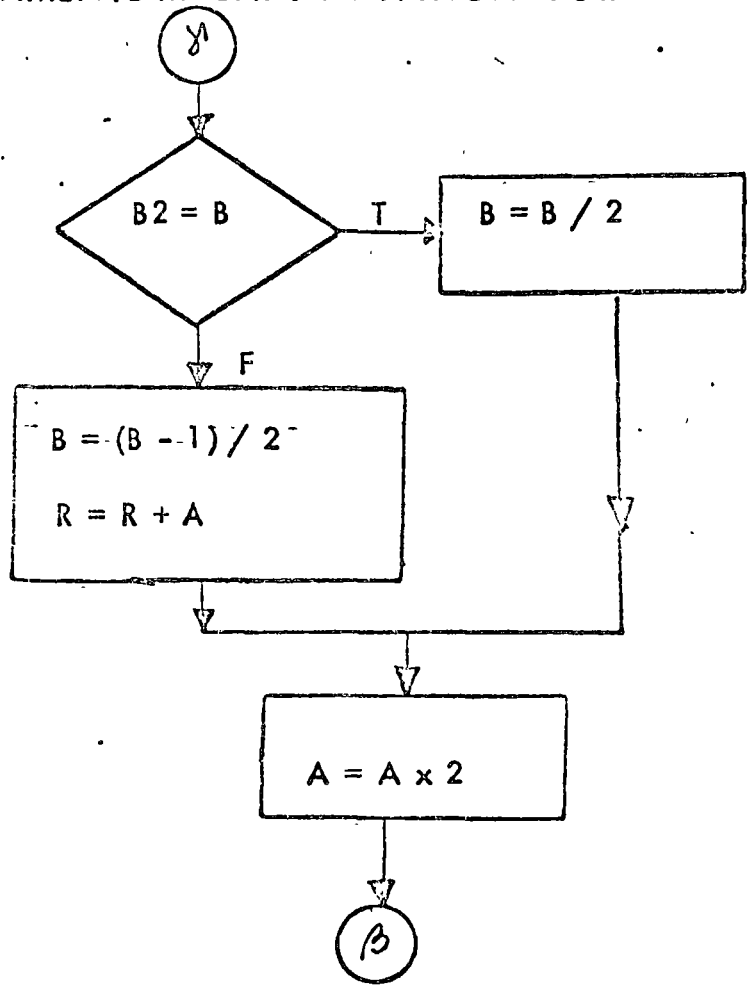 γ
B2 = B
T
B = B / 2
F
B = (B - 1) / 2
R = R + A
A = A x 2
β